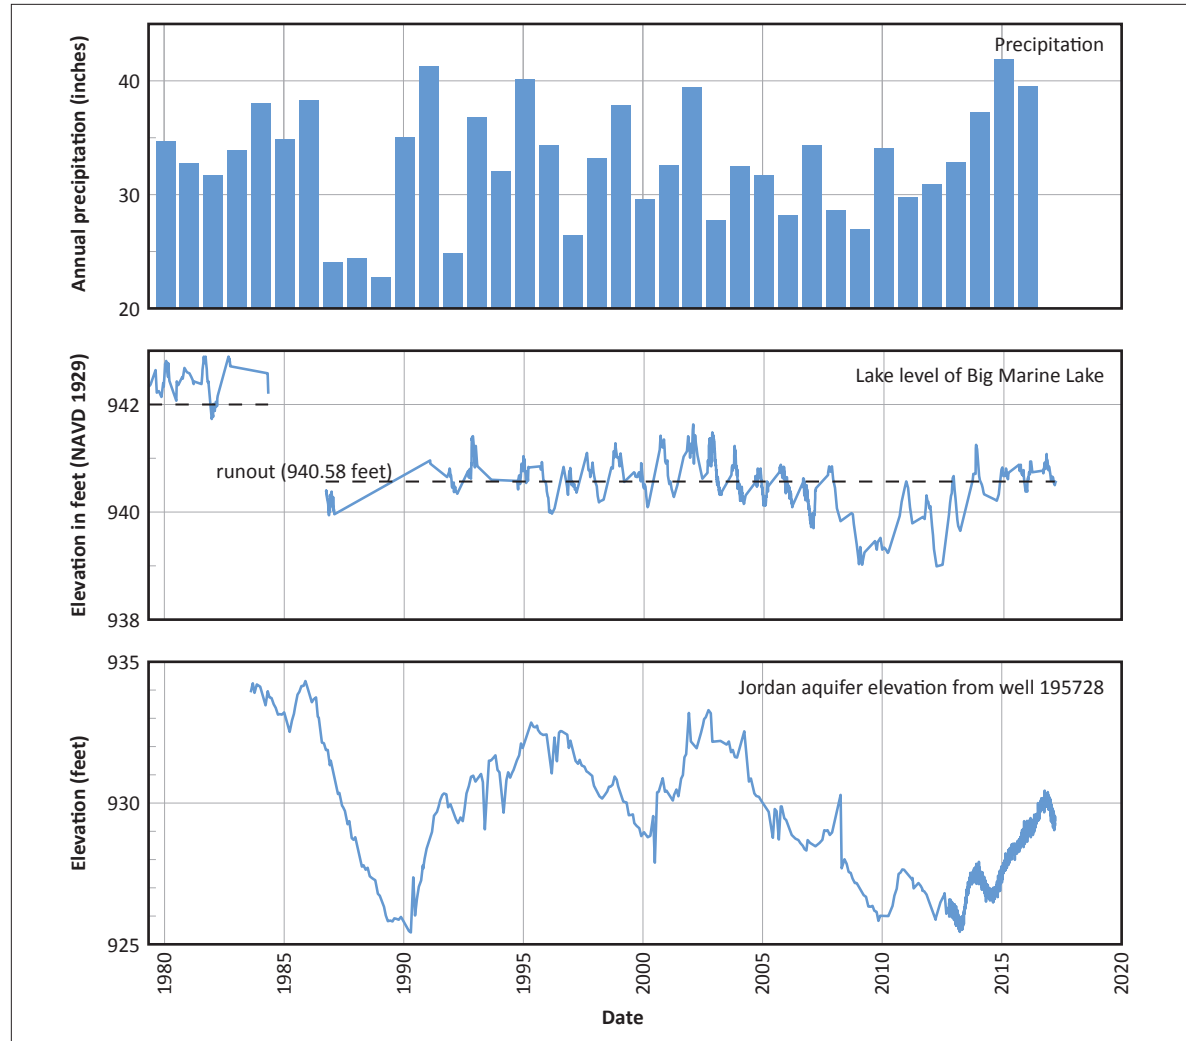 Precipitation
Annual precipitation (inches)
40
30
20
Lake level of Big Marine Lake
Elevation in feet (NAVD 1929)
942
runout (940.58 feet)
940
938
935
Jordan aquifer elevation from well 195728
Elevation (feet)
930
925
1980 1985 1990 1995 2000 2005 2010 2015 2020
Date